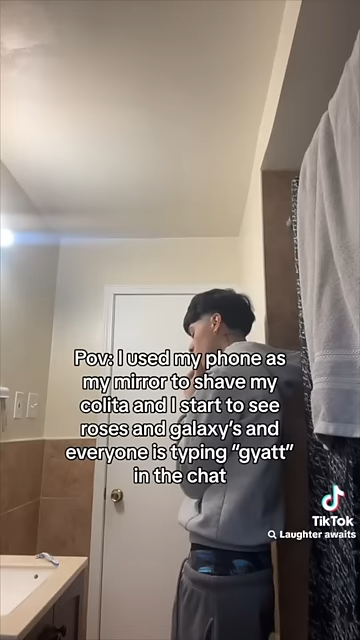 Pov: I used my phone as
my mirror to shave my
colita and I start to see
roses and galaxy's and
everyone is typing "gyatt"
in the chat
TikTok
Laughter awaits